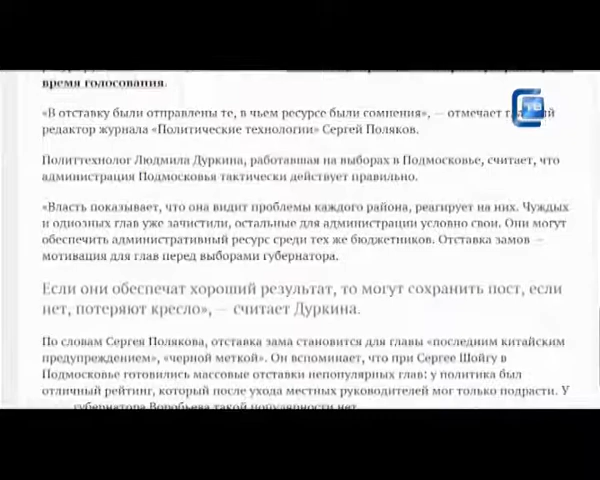 время голосования.
«В отставку были отправлены те, в чьем ресурсе были сомнения», — отмечает
редактор журнала «Политические технологии» Сергей Поляков.
Политтехнолог Людмила Дуркина, работавшая на выборах в Подмосковье, считает, что
администрация Подмосковья тактически действует правильно.
«Власть показывает, что она видит проблемы каждого района, реагирует на них. Чуждых
и одиозных глав уже зачистили, остальные для администрации условно свои. Они могут
обеспечить административный ресурс среди тех же бюджетников. Отставка замов —
мотивация для глав перед выборами губернатора.
Если они обеспечат хороший результат, то могут сохранить пост, если
нет, потеряют кресло», — считает Дуркина.
По словам Сергея Полякова, отставка зама становится для главы «последним китайским
предупреждением», «черной меткой». Он вспоминает, что при Сергее Шойгу в
Подмосковье готовились массовые отставки непопулярных глав: у политика был
отличный рейтинг, который после ухода местных руководителей мог только подрасти. У
губернатора Воробьева такой популярности нет